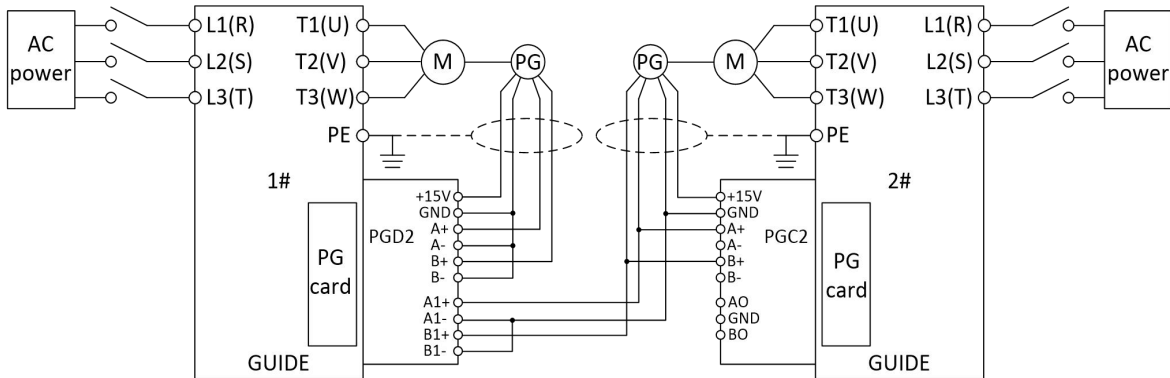 AC
power
L1(R)
L2(S)
L3(T)
T1(U)
T2(V)
T3(W)
PE
M
PG
1#
PG
card
PGD2
+15V
GND
A+
A-
B+
B-
A1+
A1-
B1+
B1-
GUIDE
PG
M
T1(U)
T2(V)
T3(W)
PE
L1(R)
L2(S)
L3(T)
AC
power
2#
PGC2
+15V
GND
A+
A-
B+
B-
AO
GND
BO
PG
card
GUIDE